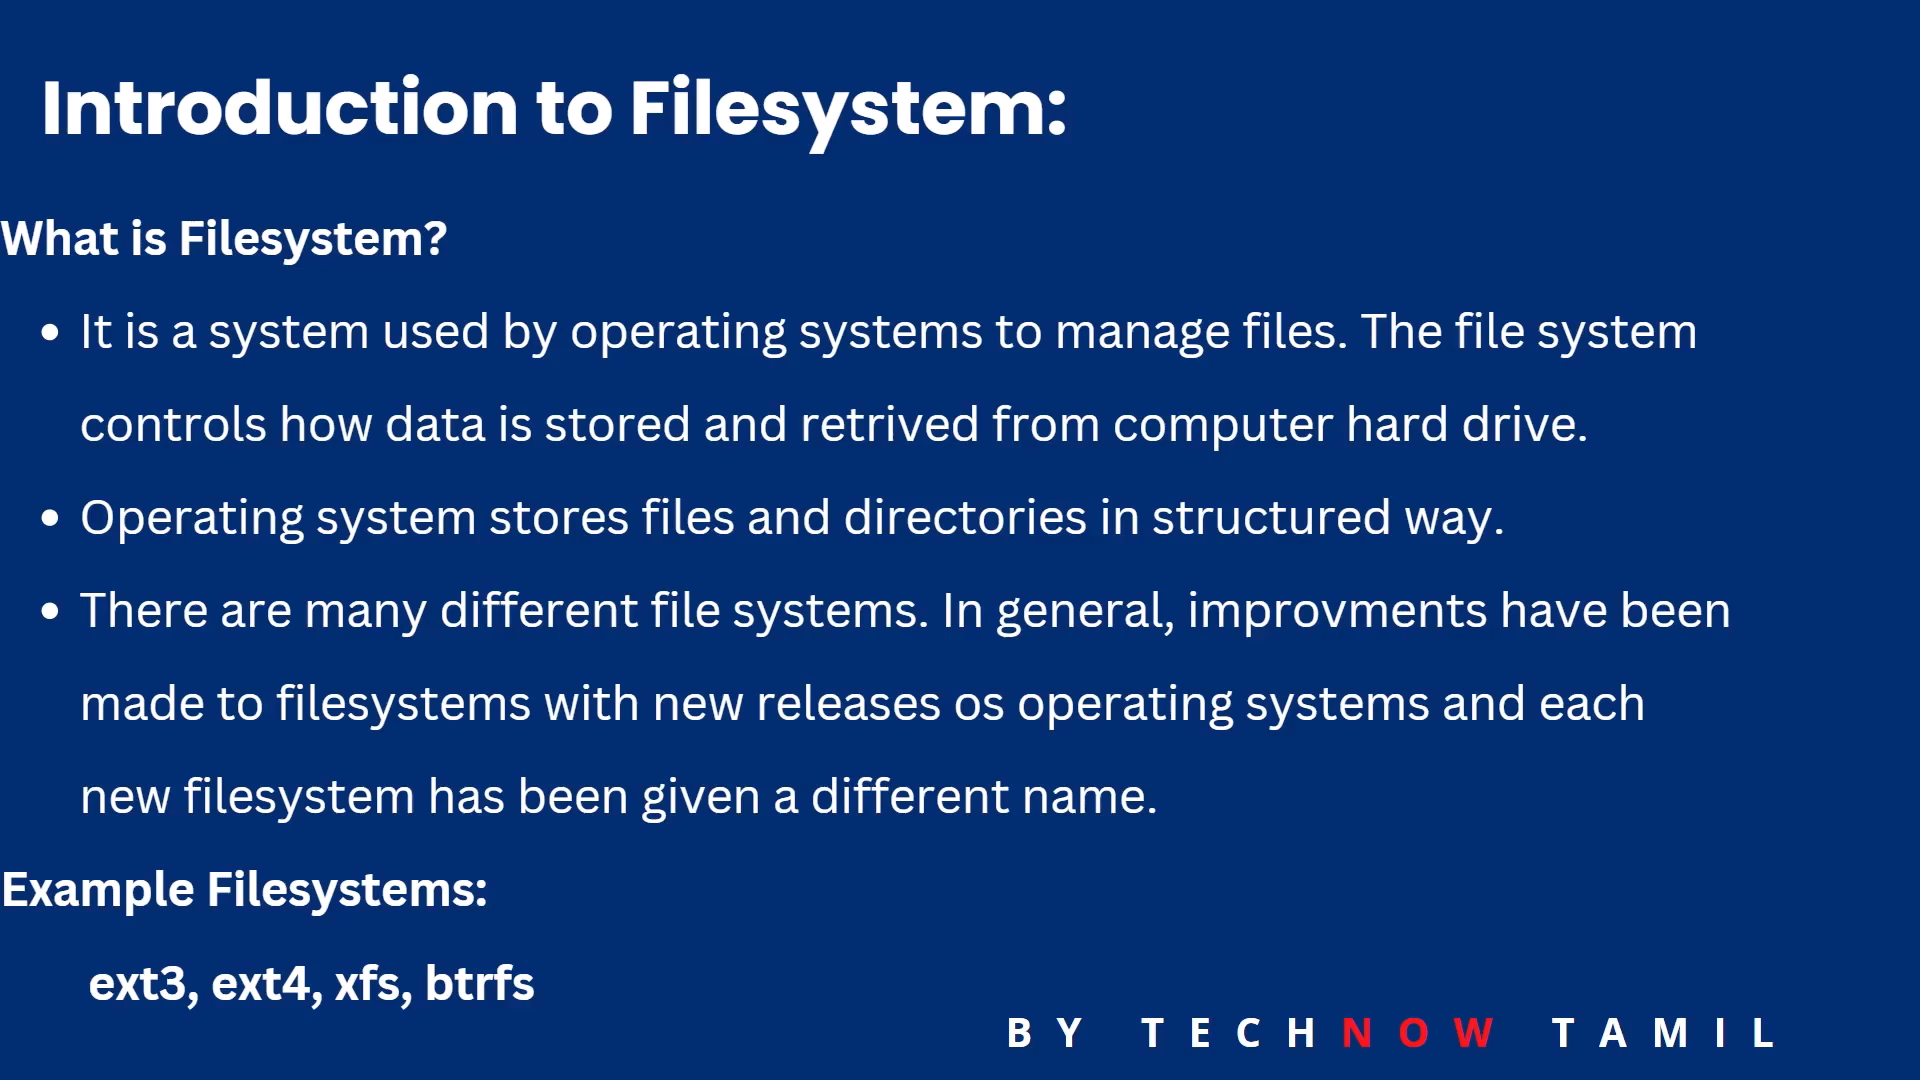 Introduction to Filesystem:
What is Filesystem?
• It is a system used by operating systems to manage files. The file system
controls how data is stored and retrived from computer hard drive.
• Operating system stores files and directories in structured way.
• There are many different file systems. In general, improvments have been
made to filesystems with new releases os operating systems and each
new filesystem has been given a different name.
Example Filesystems:
ext3, ext4, xfs, btrfs
BY TECHNOW TAMIL